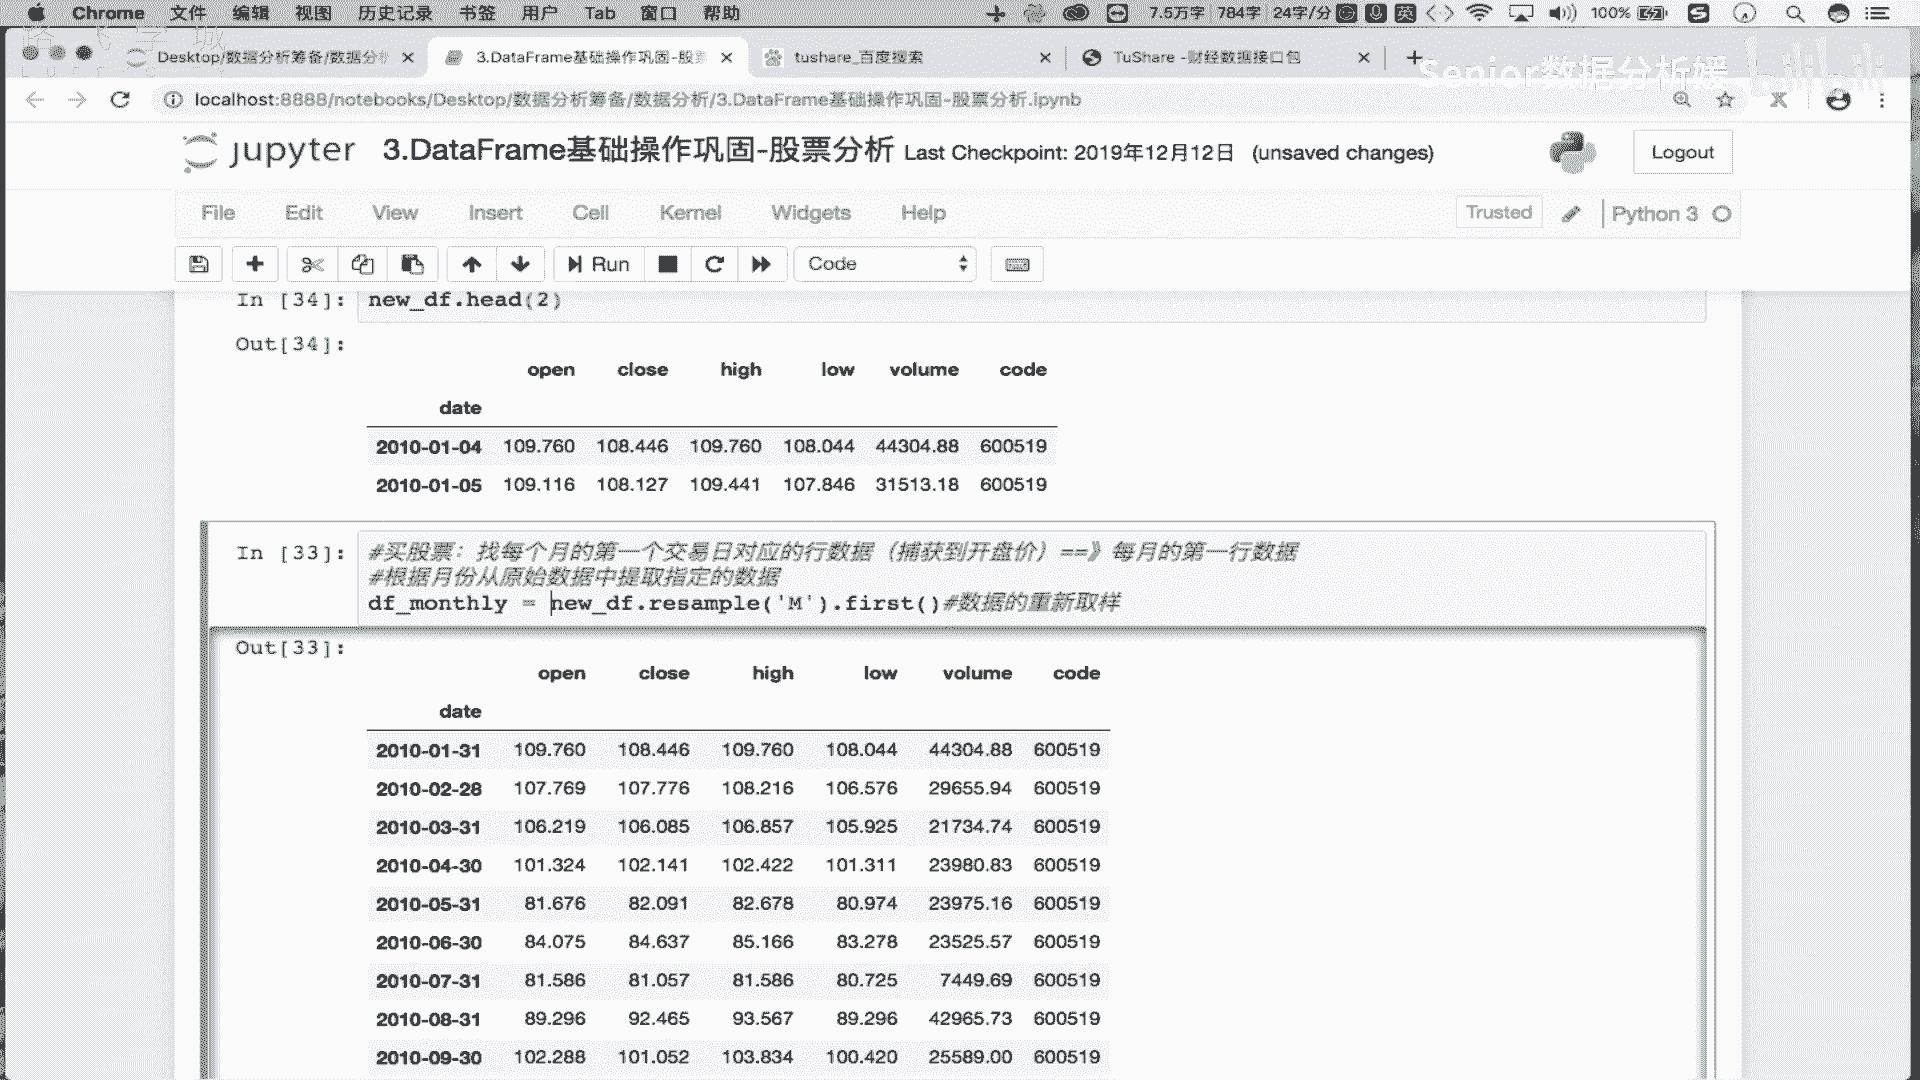 Chrome 文件 编辑 视图 历史记录 书签 用户 Tab 窗口 帮助 7.5万字 784字 24字/分 英 100%
Desktop/数据分析筹备/数据分析 3.DataFrame基础操作巩固-股票 tushare_百度搜索 TuShare -财经数据接口包
Senior数据分析媛 bilibili
localhost:8888/notebooks/Desktop/数据分析筹备/数据分析/3.DataFrame基础操作巩固-股票分析.ipynb
jupyter 3.DataFrame基础操作巩固-股票分析 Last Checkpoint: 2019年12月12日 (unsaved changes) Logout
File Edit View Insert Cell Kernel Widgets Help Trusted Python 3
Run Code
In [34]: new_df.head(2)
Out[34]:
open close high low volume code
date
2010-01-04 109.760 108.446 109.760 108.044 44304.88 600519
2010-01-05 109.116 108.127 109.441 107.846 31513.18 600519
In [33]: #买股票：找每个月的第一个交易日对应的行数据（捕获到开盘价）==》每月的第一行数据
#根据月份从原始数据中提取指定的数据
df_monthly = new_df.resample('M').first()#数据的重新取样
Out[33]:
open close high low volume code
date
2010-01-31 109.760 108.446 109.760 108.044 44304.88 600519
2010-02-28 107.769 107.776 108.216 106.576 29655.94 600519
2010-03-31 106.219 106.085 106.857 105.925 21734.74 600519
2010-04-30 101.324 102.141 102.422 101.311 23980.83 600519
2010-05-31 81.676 82.091 82.678 80.974 23975.16 600519
2010-06-30 84.075 84.637 85.166 83.278 23525.57 600519
2010-07-31 81.586 81.057 81.586 80.725 7449.69 600519
2010-08-31 89.296 92.465 93.567 89.296 42965.73 600519
2010-09-30 102.288 101.052 103.834 100.420 25589.00 600519